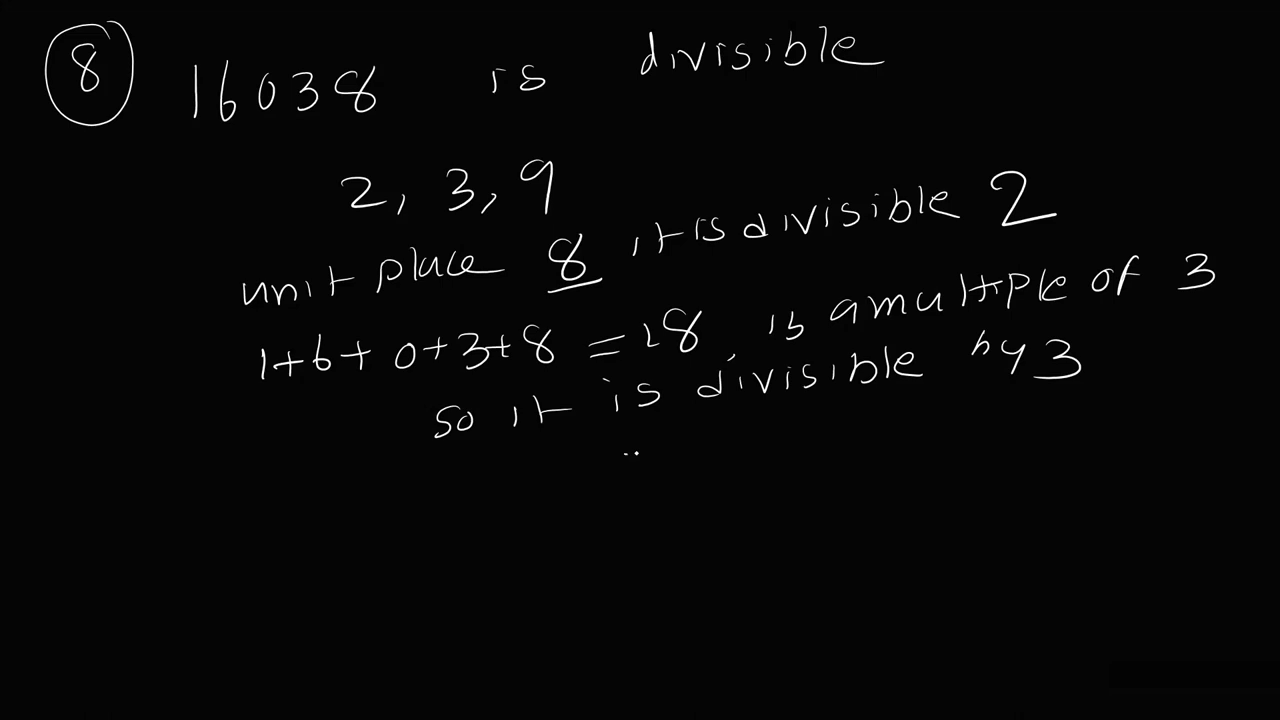 8 16038 is divisible
2, 3, 9
unit place 8 it is divisible 2
1+6+0+3+8 = 18 is a multiple of 3
so it is divisible by 3